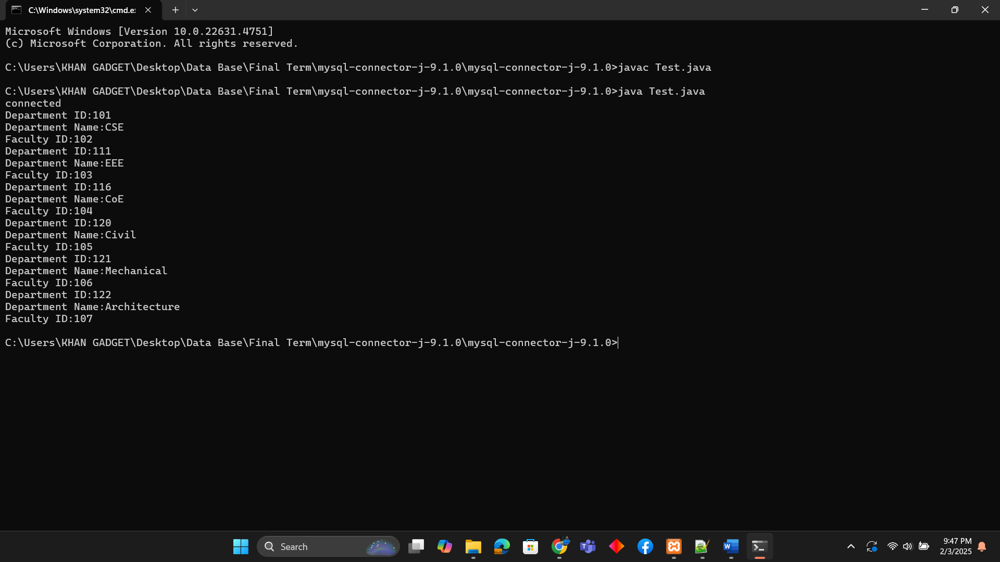 C:\Windows\system32\cmd.e
Microsoft Windows [Version 10.0.22631.4751]
(c) Microsoft Corporation. All rights reserved.
C:\Users\KHAN GADGET\Desktop\Data Base\Final Term\mysql-connector-j-9.1.0\mysql-connector-j-9.1.0>javac Test.java
C:\Users\KHAN GADGET\Desktop\Data Base\Final Term\mysql-connector-j-9.1.0\mysql-connector-j-9.1.0>java Test.java
connected
Department ID:101
Department Name:CSE
Faculty ID:102
Department ID:111
Department Name:EEE
Faculty ID:103
Department ID:116
Department Name:CoE
Faculty ID:104
Department ID:120
Department Name:Civil
Faculty ID:105
Department ID:121
Department Name:Mechanical
Faculty ID:106
Department ID:122
Department Name:Architecture
Faculty ID:107
C:\Users\KHAN GADGET\Desktop\Data Base\Final Term\mysql-connector-j-9.1.0\mysql-connector-j-9.1.0>
Search
9:47 PM
2/3/2025